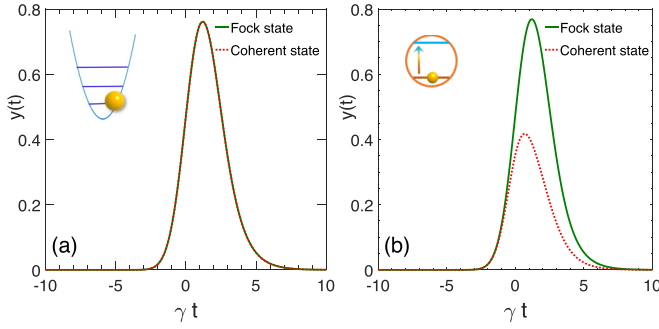 0.8
0.6
0.4
0.2
0
y(t)
Fock state
Coherent state
(a)
-10 -5 0 5 10
γ t
0.8
0.6
0.4
0.2
0
y(t)
Fock state
Coherent state
(b)
-10 -5 0 5 10
γ t